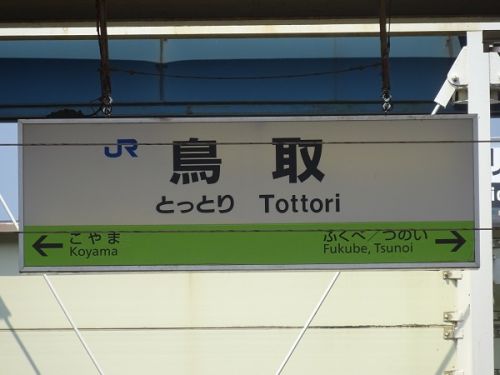 JR 鳥取
とっとり Tottori
← こやま ふくべ/つのい →
Koyama Fukube, Tsunoi